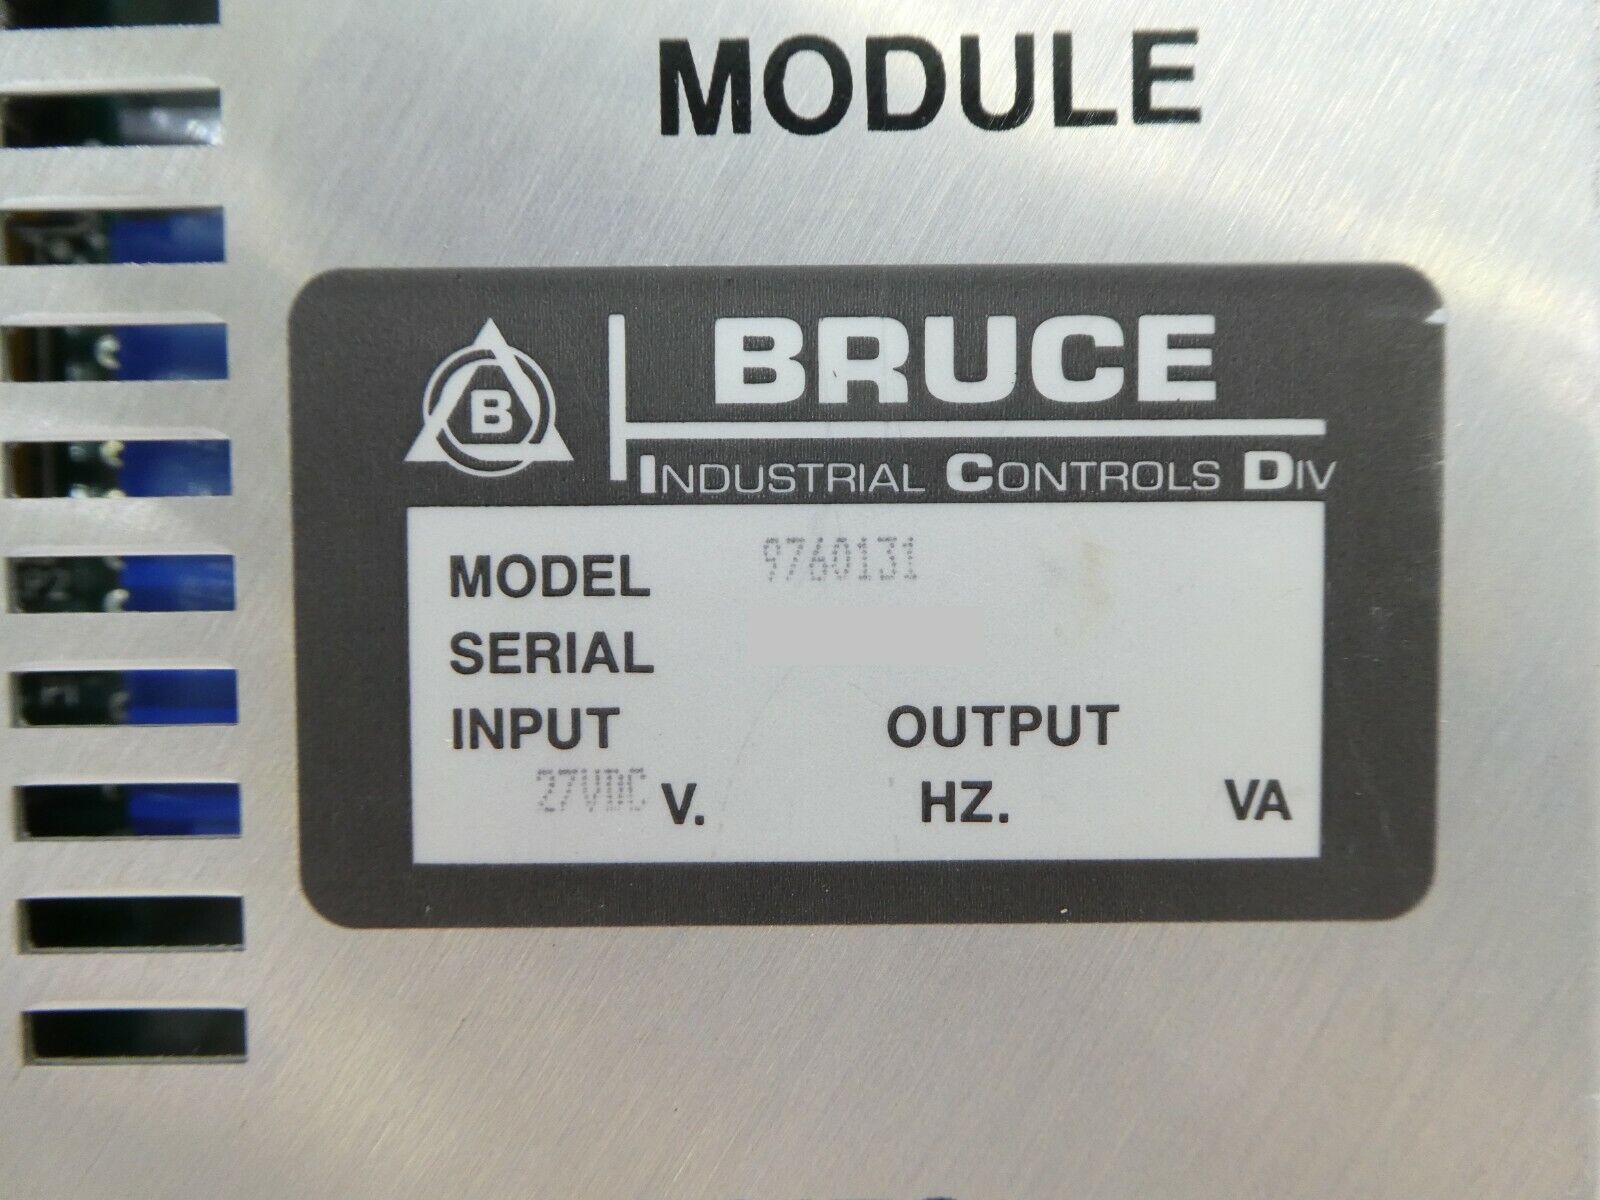 MODULE
B
BRUCE
INDUSTRIAL CONTROLS DIV
MODEL 9760131
SERIAL
INPUT OUTPUT
27VDC V. HZ. VA